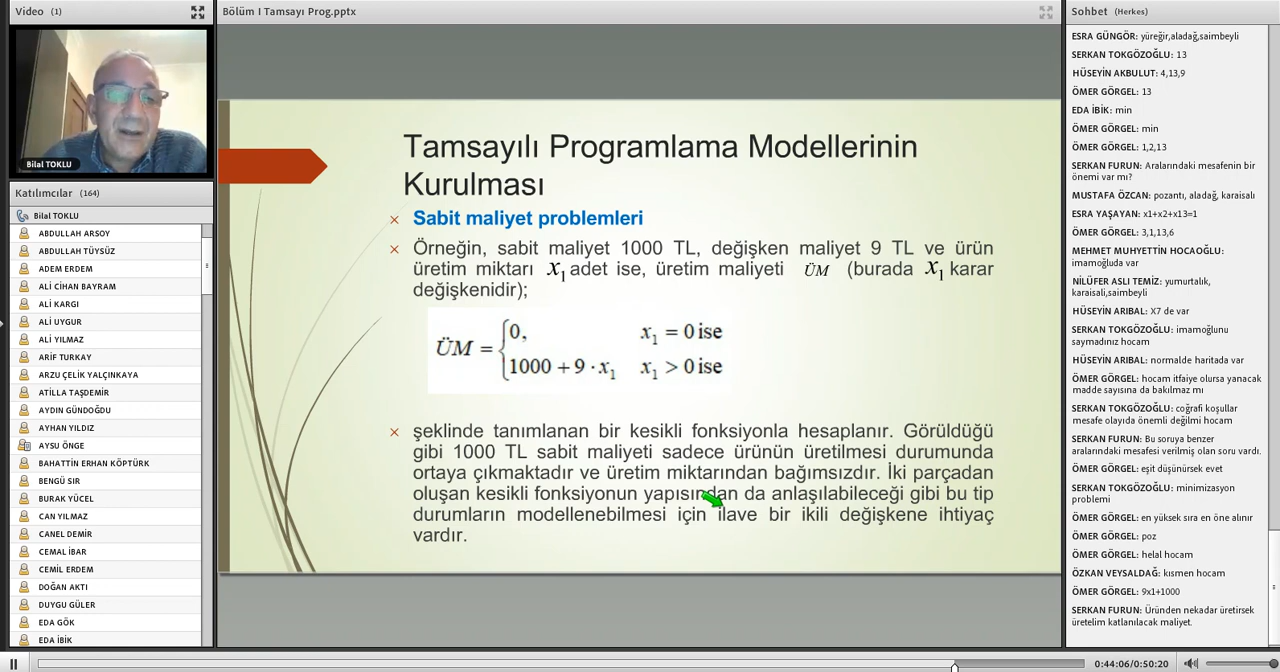 Video (1)
Bilal TOKLU
Katılımcılar (164)
Bilal TOKLU
ABDULLAH ARSOY
ABDULLAH TÜYSÜZ
ADEM ERDEM
ALİ CİHAN BAYRAM
ALİ KARGI
ALİ UYGUR
ALİ YILMAZ
ARİF TURKAY
ARZU ÇELİK YALÇINKAYA
ATİLLA TAŞDEMİR
AYDIN GÜNDOĞDU
AYHAN YILDIZ
AYSU ÖNGE
BAHATTİN ERHAN KÖPTÜRK
BENGÜ SIR
BURAK YÜCEL
CAN YILMAZ
CANEL DEMİR
CEMAL İBAR
CEMİL ERDEM
DOĞAN AKTI
DUYGU GÜLER
EDA GÖK
EDA İBİK
Bölüm I Tamsayı Prog.pptx
Tamsayılı Programlama Modellerinin
Kurulması
× Sabit maliyet problemleri
× Örneğin, sabit maliyet 1000 TL, değişken maliyet 9 TL ve ürün
üretim miktarı x₁ adet ise, üretim maliyeti ÜM (burada x₁ karar
değişkenidir);
ÜM = { 0, x₁ = 0 ise
1000 + 9 · x₁ x₁ > 0 ise
× şeklinde tanımlanan bir kesikli fonksiyonla hesaplanır. Görüldüğü
gibi 1000 TL sabit maliyeti sadece ürünün üretilmesi durumunda
ortaya çıkmaktadır ve üretim miktarından bağımsızdır. İki parçadan
oluşan kesikli fonksiyonun yapısından da anlaşılabileceği gibi bu tip
durumların modellenebilmesi için ilave bir ikili değişkene ihtiyaç
vardır.
Sohbet (Herkes)
ESRA GÜNGÖR: yüreğir,aladağ,saimbeyli
SERKAN TOKGÖZOĞLU: 13
HÜSEYİN AKBULUT: 4,13,9
ÖMER GÖRGEL: 13
EDA İBİK: min
ÖMER GÖRGEL: min
ÖMER GÖRGEL: 1,2,13
SERKAN FURUN: Aralarındaki mesafenin bir
önemi var mı?
MUSTAFA ÖZCAN: pozantı, aladağ, karaisalı
ESRA YAŞAYAN: x1+x2+x13=1
ÖMER GÖRGEL: 3,1,13,6
MEHMET MUHYETTİN HOCAOĞLU:
imamoğluda var
NİLÜFER ASLI TEMİZ: yumurtalık,
karaisali,saimbeyli
HÜSEYİN ARIBAL: X7 de var
SERKAN TOKGÖZOĞLU: imamoğlunu
saymadınız hocam
HÜSEYİN ARIBAL: normalde haritada var
ÖMER GÖRGEL: hocam itfaiye olursa yanacak
madde sayısına da bakılmaz mı
SERKAN TOKGÖZOĞLU: coğrafi koşullar
mesafe olayıda önemli değilmi hocam
SERKAN FURUN: Bu soruya benzer
aralarındaki mesafesi verilmiş olan soru vardı.
ÖMER GÖRGEL: eşit düşünürsek evet
SERKAN TOKGÖZOĞLU: minimizasyon
problemi
ÖMER GÖRGEL: en yüksek sıra en öne alınır
ÖMER GÖRGEL: poz
ÖMER GÖRGEL: helal hocam
ÖZKAN VEYSALDAĞ: kısmen hocam
ÖMER GÖRGEL: 9x1+1000
SERKAN FURUN: Üründen nekadar üretirsek
üretelim katlanılacak maliyet.
0:44:06/0:50:20